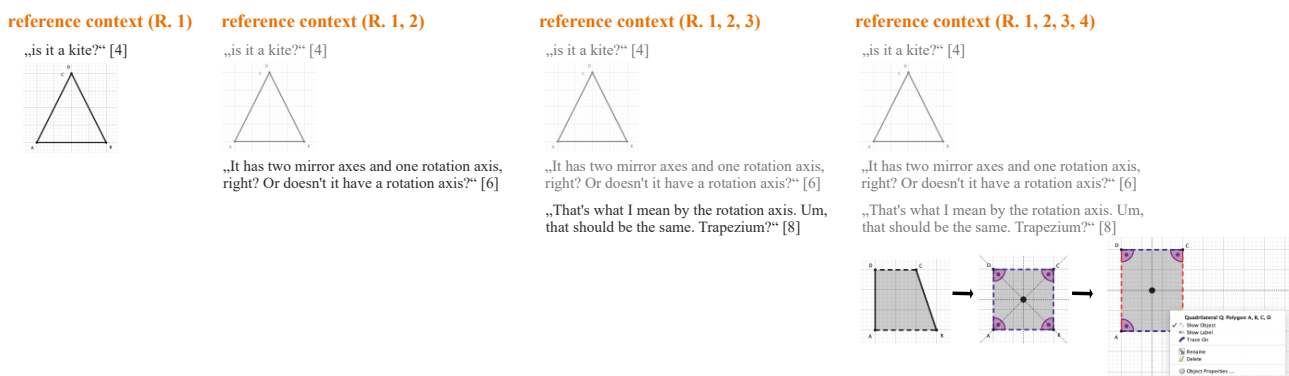 reference context (R. 1)
„is it a kite?“ [4]
D
C
A
B
reference context (R. 1, 2)
„is it a kite?“ [4]
D
C
A
B
„It has two mirror axes and one rotation axis,
right? Or doesn't it have a rotation axis?“ [6]
reference context (R. 1, 2, 3)
„is it a kite?“ [4]
D
C
A
B
„It has two mirror axes and one rotation axis,
right? Or doesn't it have a rotation axis?“ [6]
„That's what I mean by the rotation axis. Um,
that should be the same. Trapezium?“ [8]
reference context (R. 1, 2, 3, 4)
„is it a kite?“ [4]
D
C
A
B
„It has two mirror axes and one rotation axis,
right? Or doesn't it have a rotation axis?“ [6]
„That's what I mean by the rotation axis. Um,
that should be the same. Trapezium?“ [8]
D
C
A
B
D
C
A
B
D
C
A
Quadrilateral Q: Polygon A, B, C, D
Show Object
Show Label
Trace On
Rename
Delete
Object Properties ...